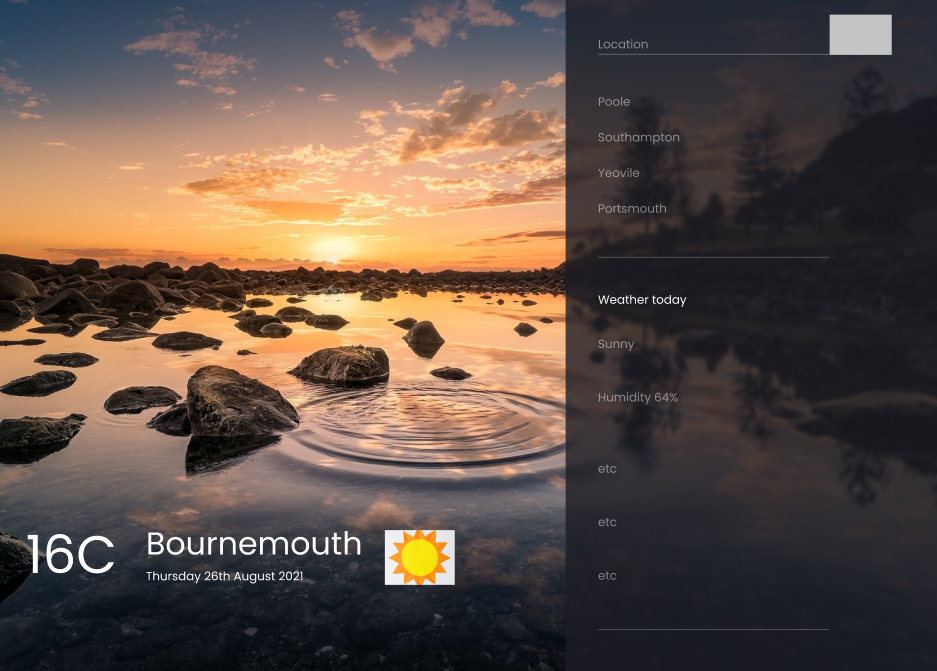 Location
Poole
Southampton
Yeovile
Portsmouth
Weather today
Sunny
Humidity 64%
etc
etc
etc
16C
Bournemouth
Thursday 26th August 2021